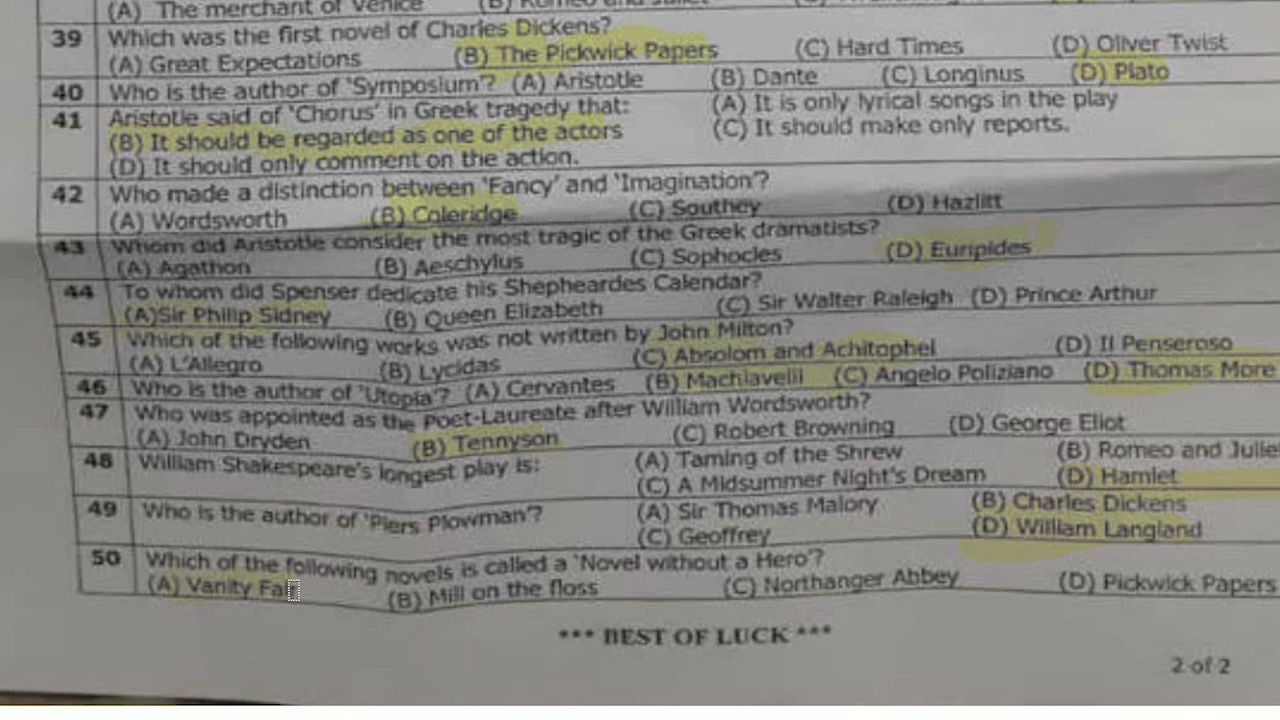 (A) The merchant of Venice
39 Which was the first novel of Charles Dickens?
(A) Great Expectations (B) The Pickwick Papers (C) Hard Times (D) Oliver Twist
40 Who is the author of 'Symposium'? (A) Aristotle (B) Dante (C) Longinus (D) Plato
41 Aristotle said of 'Chorus' in Greek tragedy that: (A) It is only lyrical songs in the play
(B) It should be regarded as one of the actors (C) It should make only reports.
(D) It should only comment on the action.
42 Who made a distinction between 'Fancy' and 'Imagination'?
(A) Wordsworth (B) Coleridge (C) Southey (D) Hazlitt
43 Whom did Aristotle consider the most tragic of the Greek dramatists?
(A) Agathon (B) Aeschylus (C) Sophocles (D) Euripides
44 To whom did Spenser dedicate his Shepheardes Calendar?
(A)Sir Philip Sidney (B) Queen Elizabeth (C) Sir Walter Raleigh (D) Prince Arthur
45 Which of the following works was not written by John Milton?
(A) L'Allegro (B) Lycidas (C) Absolom and Achitophel (D) Il Penseroso
46 Who is the author of 'Utopia'? (A) Cervantes (B) Machiavelli (C) Angelo Poliziano (D) Thomas More
47 Who was appointed as the Poet-Laureate after William Wordsworth?
(A) John Dryden (B) Tennyson (C) Robert Browning (D) George Eliot
48 William Shakespeare's longest play is: (A) Taming of the Shrew (B) Romeo and Julie
(C) A Midsummer Night's Dream (D) Hamlet
49 Who is the author of 'Piers Plowman'? (A) Sir Thomas Malory (B) Charles Dickens
(C) Geoffrey (D) William Langland
50 Which of the following novels is called a 'Novel without a Hero'?
(A) Vanity Fai (B) Mill on the floss (C) Northanger Abbey (D) Pickwick Papers
*** BEST OF LUCK ***
2 of 2